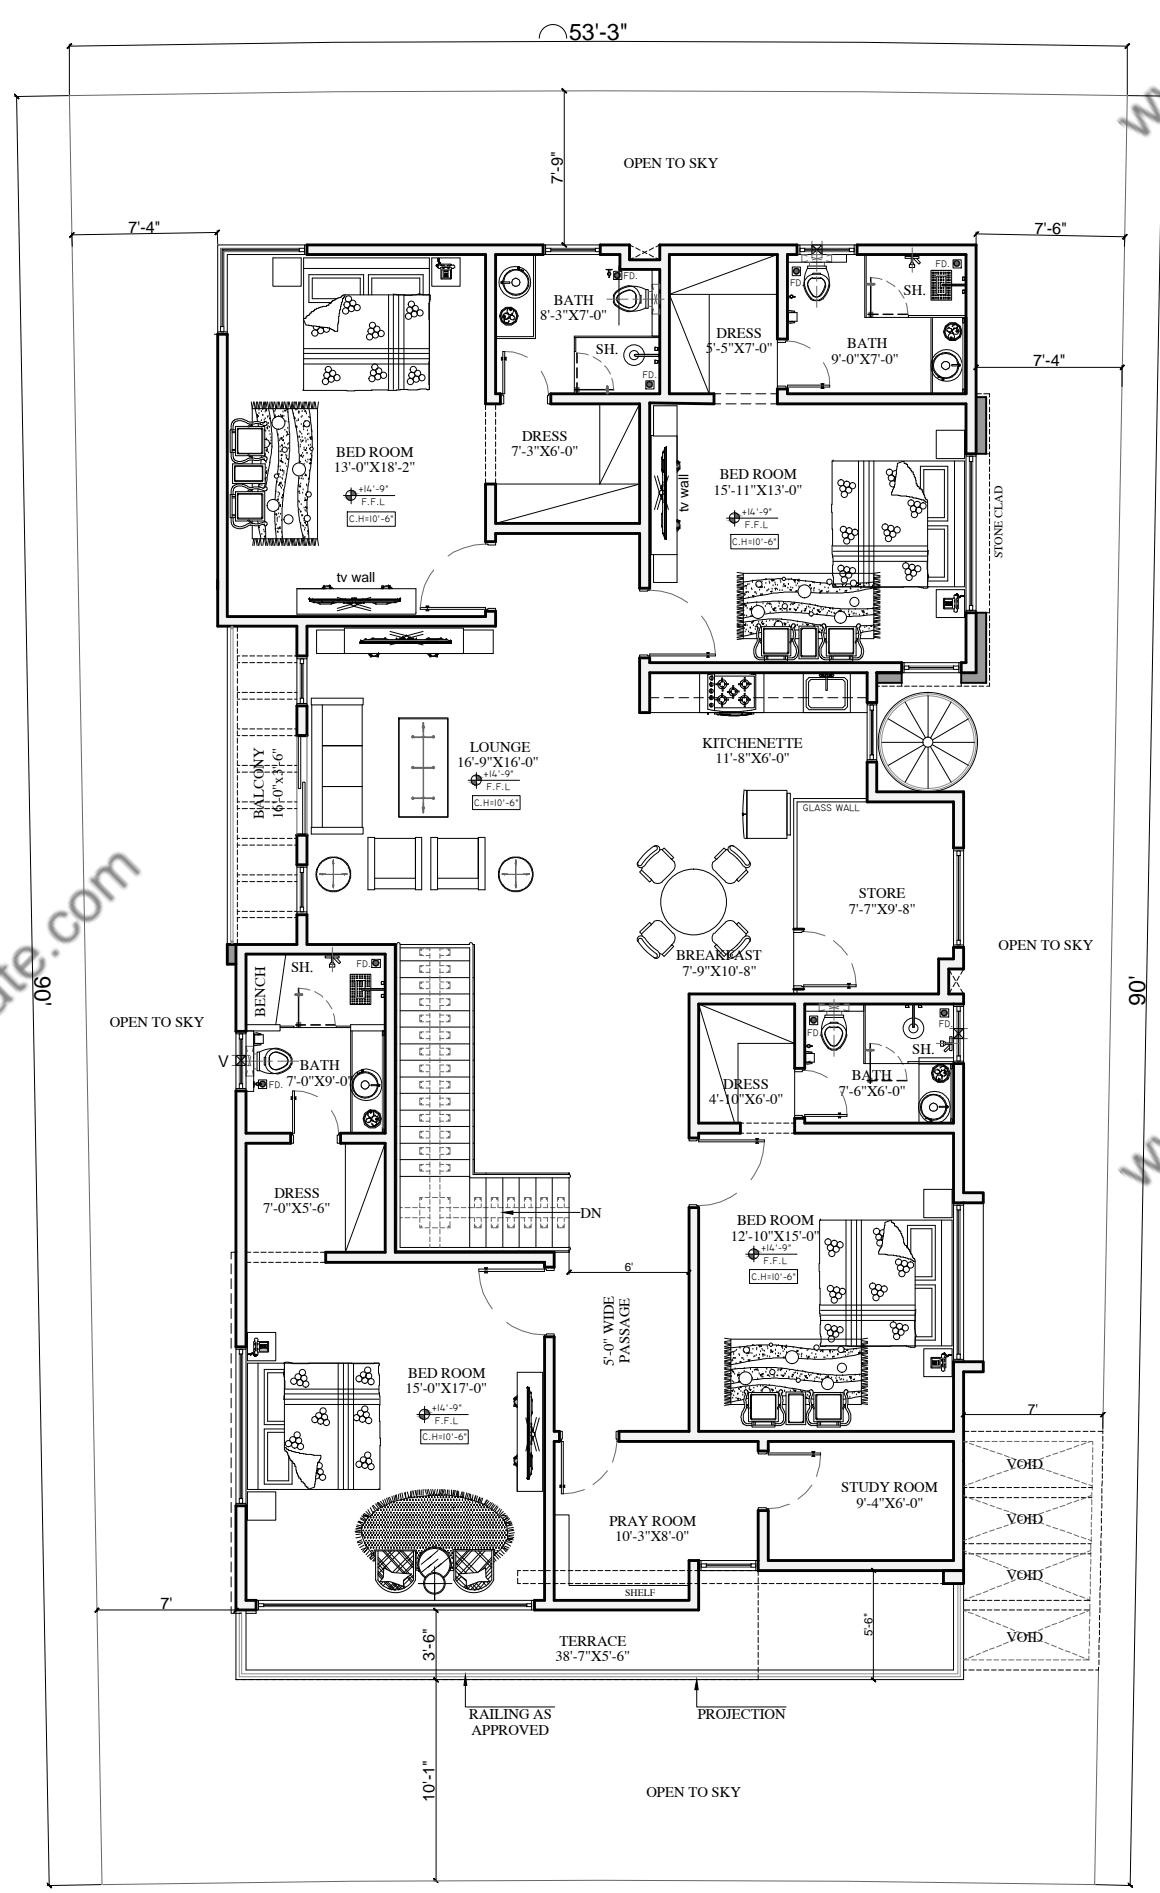 53'-3"
7'-9"
OPEN TO SKY
7'-4"
7'-6"
BATH
8'-3"X7'-0"
FD.
SH.
FD.
DRESS
5'-5"X7'-0"
FD.
SH.
FD.
BATH
9'-0"X7'-0"
7'-4"
BED ROOM
13'-0"X18'-2"
+14'-9"
F.F.L
C.H=10'-6"
DRESS
7'-3"X6'-0"
tv wall
BED ROOM
15'-11"X13'-0"
+14'-9"
F.F.L
C.H=10'-6"
STONE CLAD
tv wall
LOUNGE
16'-9"X16'-0"
+14'-9"
F.F.L
C.H=10'-6"
BALCONY
16'-0"x3'-6"
KITCHENETTE
11'-8"X6'-0"
GLASS WALL
STORE
7'-7"X9'-8"
BREAKFAST
7'-9"X10'-8"
OPEN TO SKY
90'
90'
OPEN TO SKY
BENCH
SH.
FD.
V
BATH
7'-0"X9'-0"
FD.
FD.
FD.
SH.
BATH
7'-6"X6'-0"
DRESS
4'-10"X6'-0"
DRESS
7'-0"X5'-6"
DN
6'
BED ROOM
12'-10"X15'-0"
+14'-9"
F.F.L
C.H=10'-6"
5'-0" WIDE
PASSAGE
BED ROOM
15'-0"X17'-0"
+14'-9"
F.F.L
C.H=10'-6"
7'
VOID
VOID
VOID
VOID
STUDY ROOM
9'-4"X6'-0"
PRAY ROOM
10'-3"X8'-0"
SHELF
7'
3'-6"
TERRACE
38'-7"X5'-6"
5'-6"
RAILING AS
APPROVED
PROJECTION
10'-1"
OPEN TO SKY